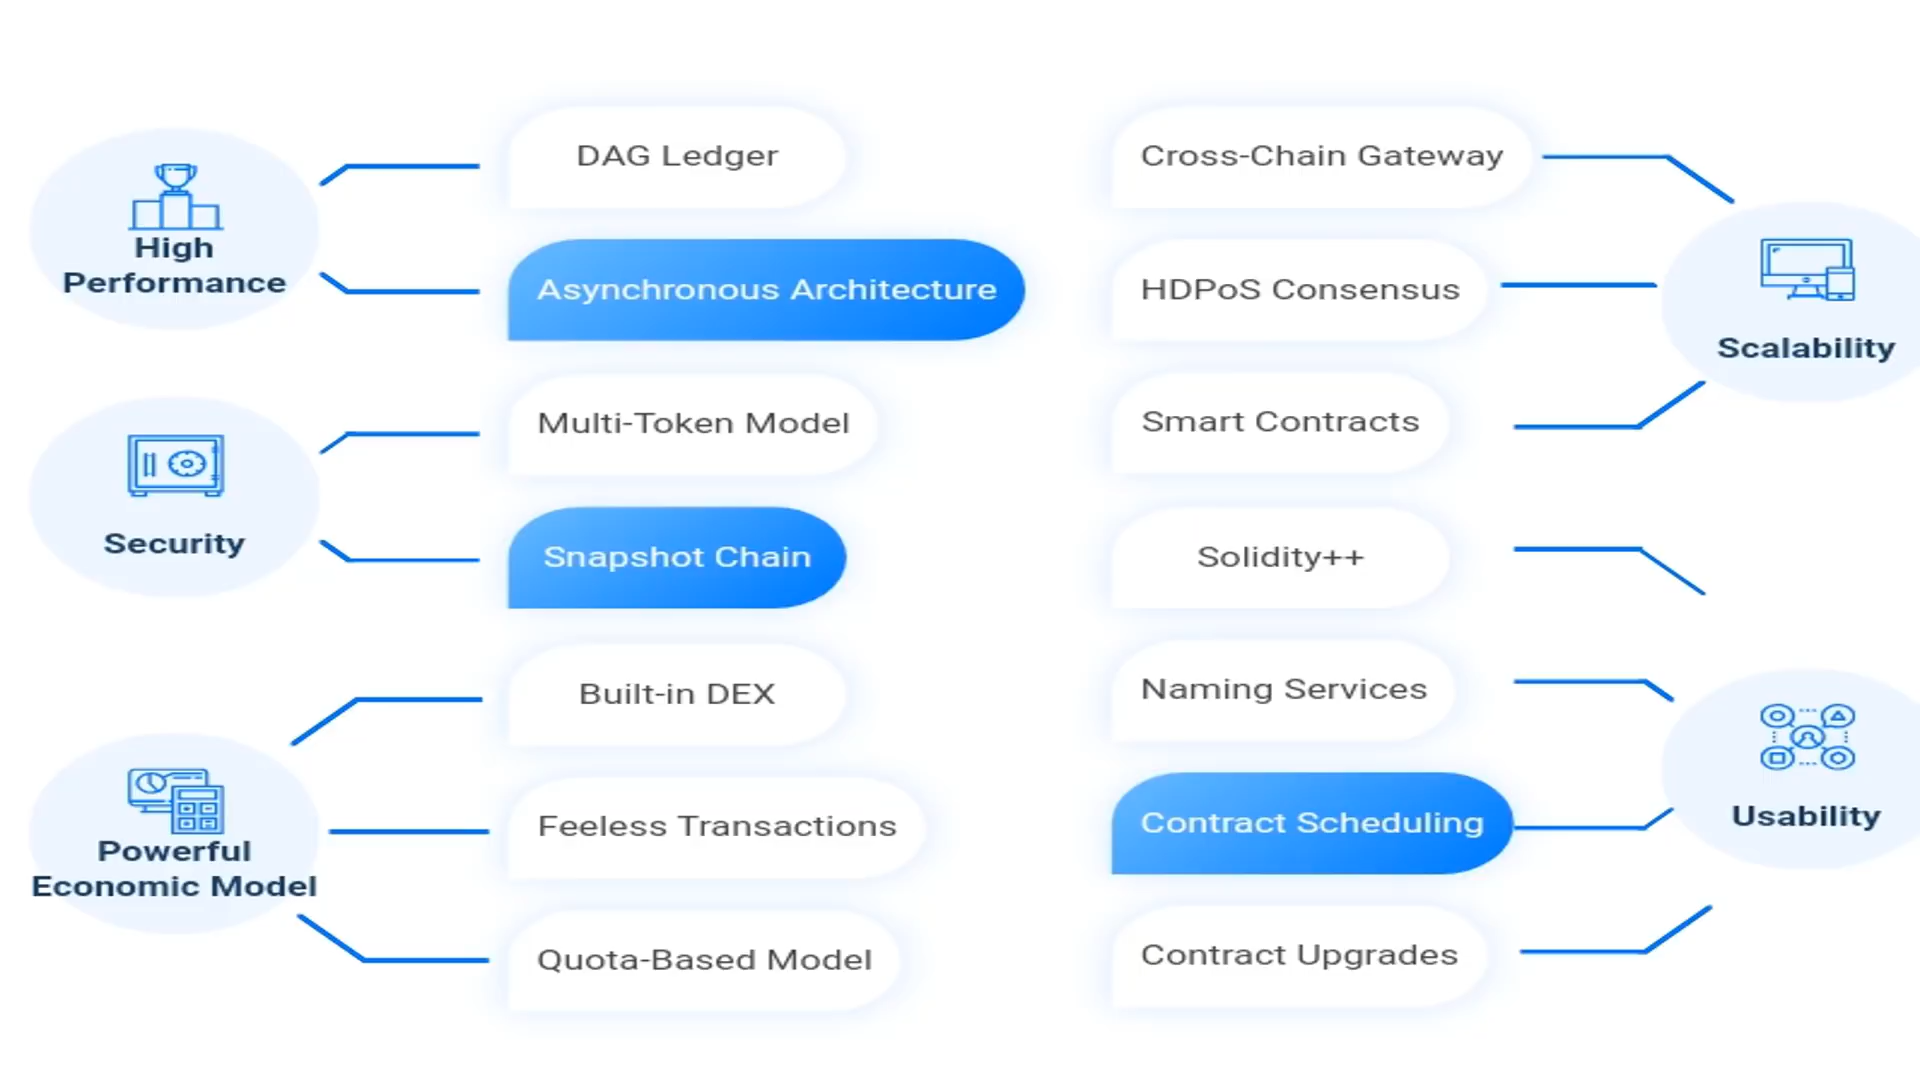 High
Performance
DAG Ledger
Asynchronous Architecture
Security
Multi-Token Model
Snapshot Chain
Powerful
Economic Model
Built-in DEX
Feeless Transactions
Quota-Based Model
Cross-Chain Gateway
HDPoS Consensus
Smart Contracts
Scalability
Solidity++
Naming Services
Contract Scheduling
Contract Upgrades
Usability